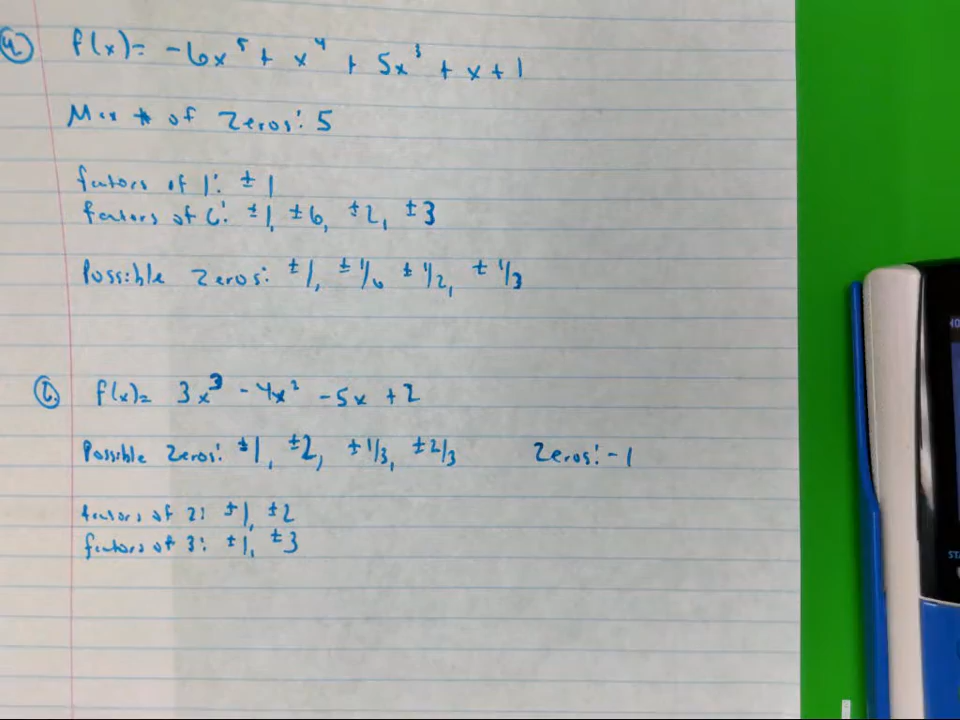 a. f(x) = -6x⁵ + x⁴ + 5x³ + x + 1
Max # of Zeros: 5
factors of 1: ±1
factors of 6: ±1, ±6, ±2, ±3
Possible Zeros: ±1, ±1/6 ±1/2, ±1/3
b. f(x) = 3x³ - 4x² - 5x + 2
Possible Zeros: ±1, ±2, ±1/3, ±2/3 Zeros: -1
factors of 2: ±1, ±2
factors of 3: ±1, ±3